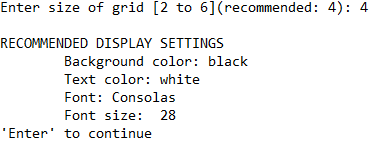 Enter size of grid [2 to 6](recommended: 4): 4
RECOMMENDED DISPLAY SETTINGS
Background color: black
Text color: white
Font: Consolas
Font size:  28
'Enter' to continue